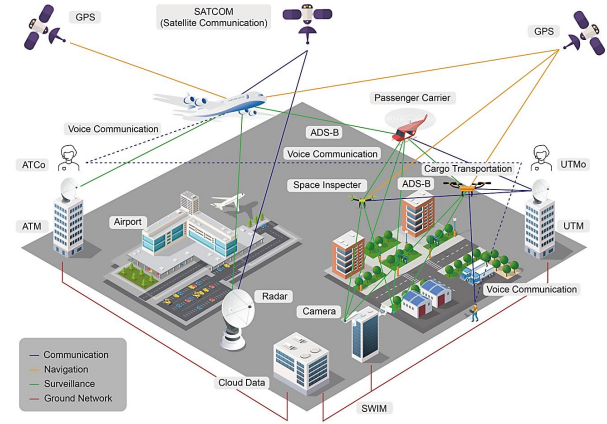 GPS
SATCOM
(Satellite Communication)
GPS
Passenger Carrier
Voice Communication
ADS-B
Voice Communication
ATCo
UTMo
Cargo Transportation
Space Inspecter
ADS-B
ATM
Airport
UTM
Radar
Voice Communication
Camera
Communication
Navigation
Surveillance
Ground Network
Cloud Data
SWIM